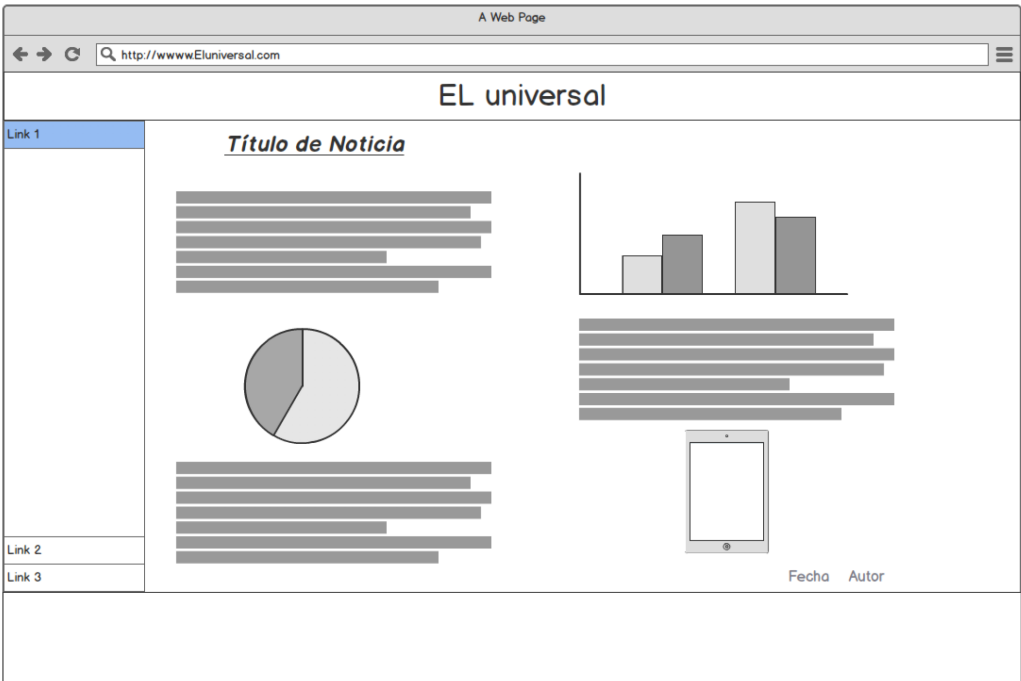 A Web Page
http://wwww.Eluniversal.com
EL universal
Link 1
Título de Noticia
Link 2
Link 3
Fecha Autor